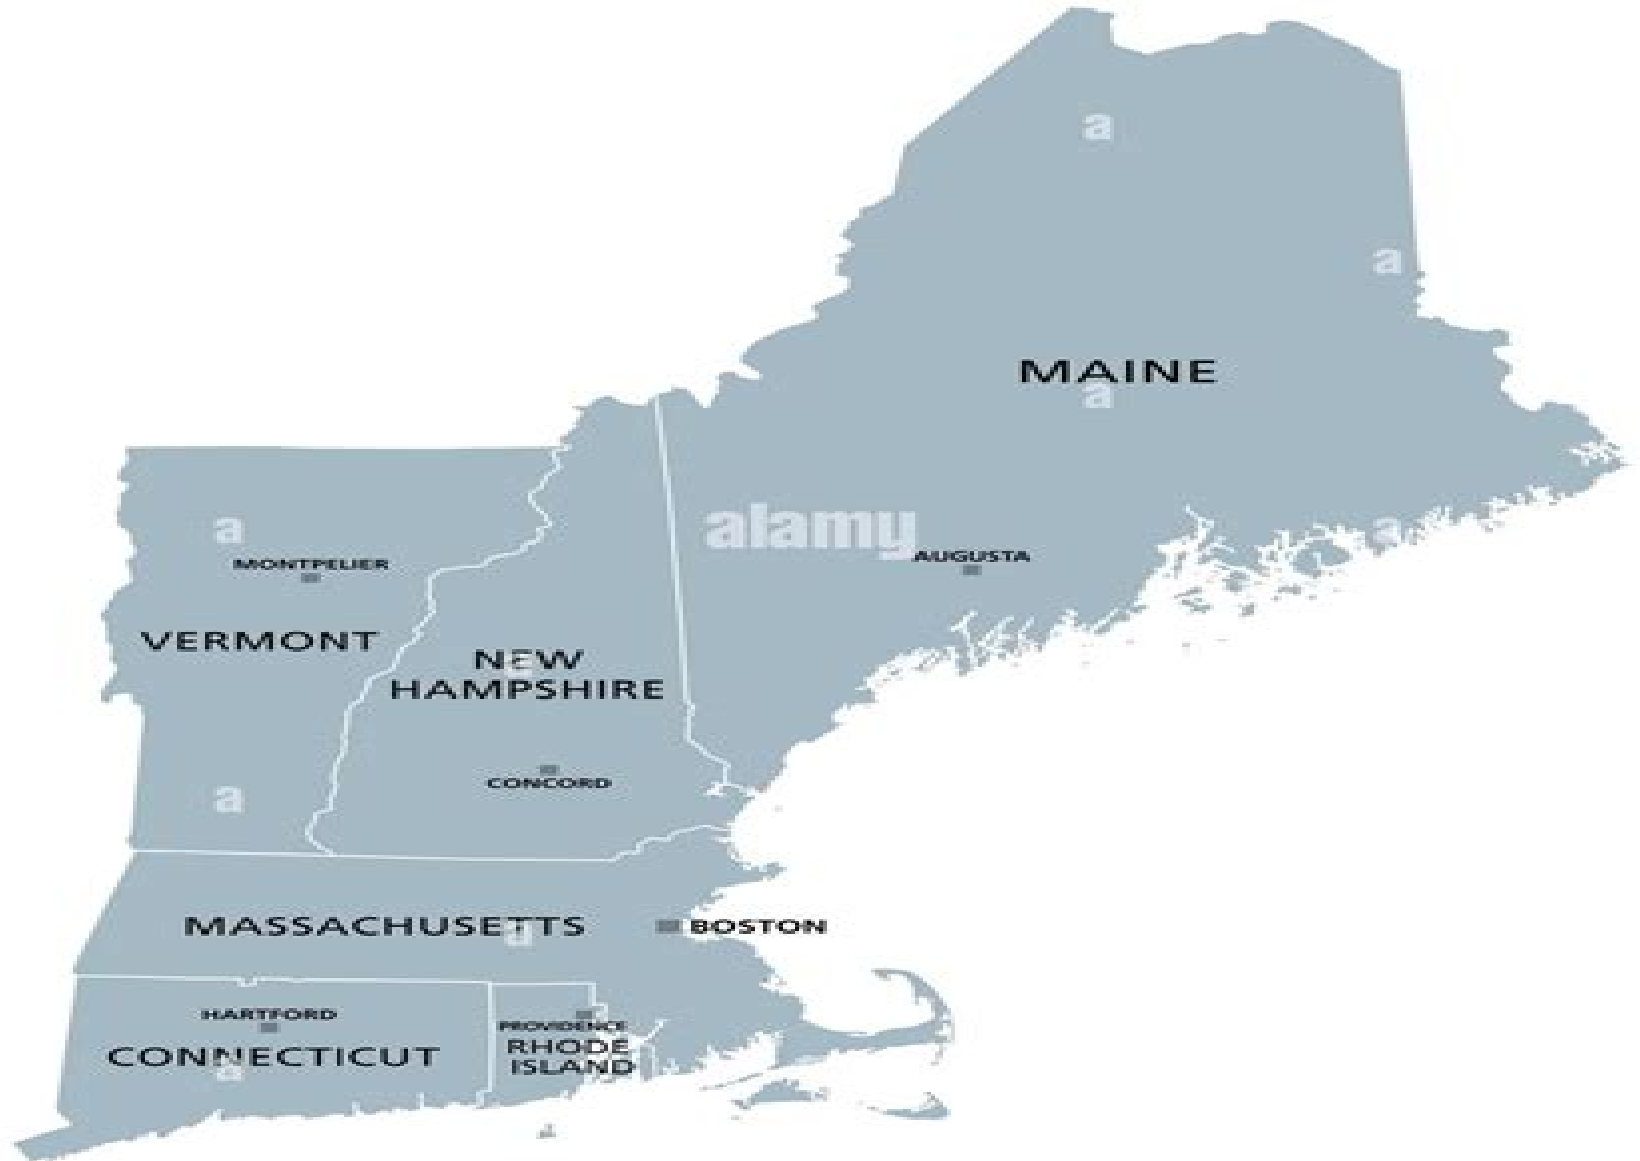 a
a
MAINE
a
alamy
a
a
MONTPELIER
AUGUSTA
VERMONT
NEW
HAMPSHIRE
a
CONCORD
a
MASSACHUSETTS
a
BOSTON
HARTFORD
PROVIDENCE
CONNECTICUT
a
RHODE
ISLAND